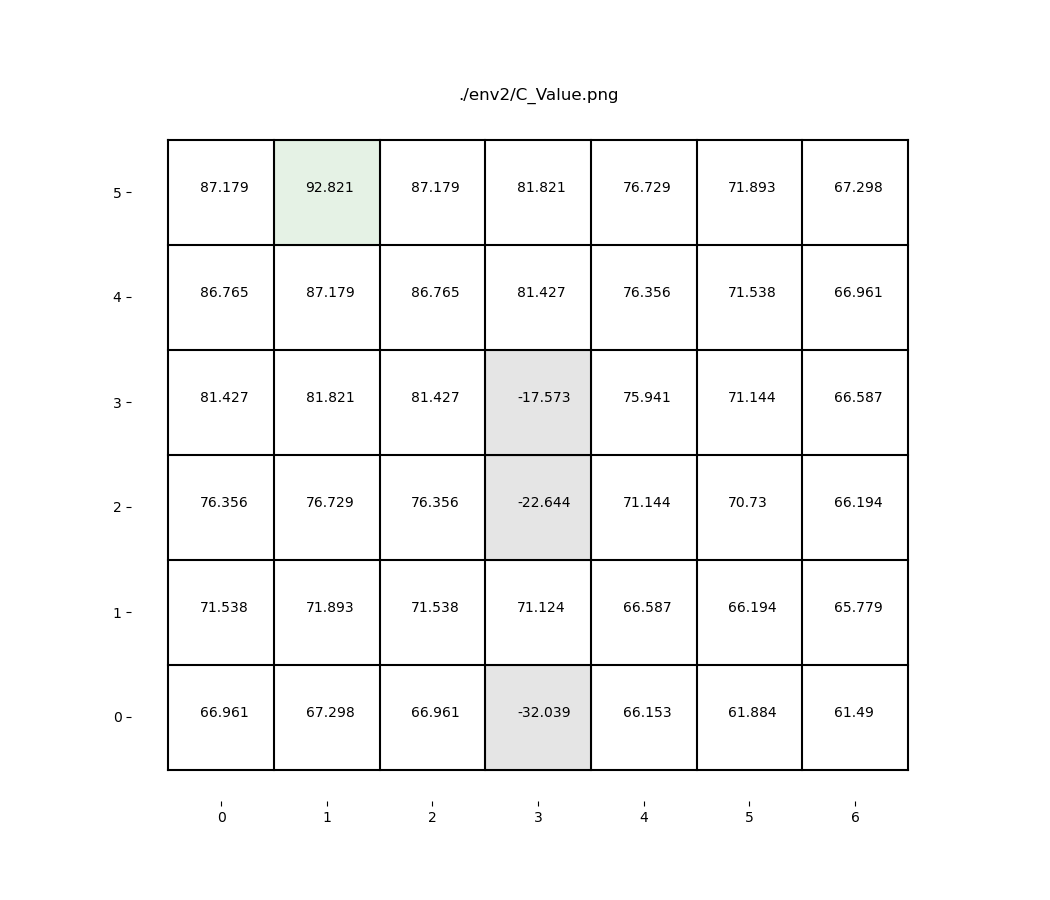 ./env2/C_Value.png
5 87.179 92.821 87.179 81.821 76.729 71.893 67.298
4 86.765 87.179 86.765 81.427 76.356 71.538 66.961
3 81.427 81.821 81.427 -17.573 75.941 71.144 66.587
2 76.356 76.729 76.356 -22.644 71.144 70.73 66.194
1 71.538 71.893 71.538 71.124 66.587 66.194 65.779
0 66.961 67.298 66.961 -32.039 66.153 61.884 61.49
0 1 2 3 4 5 6